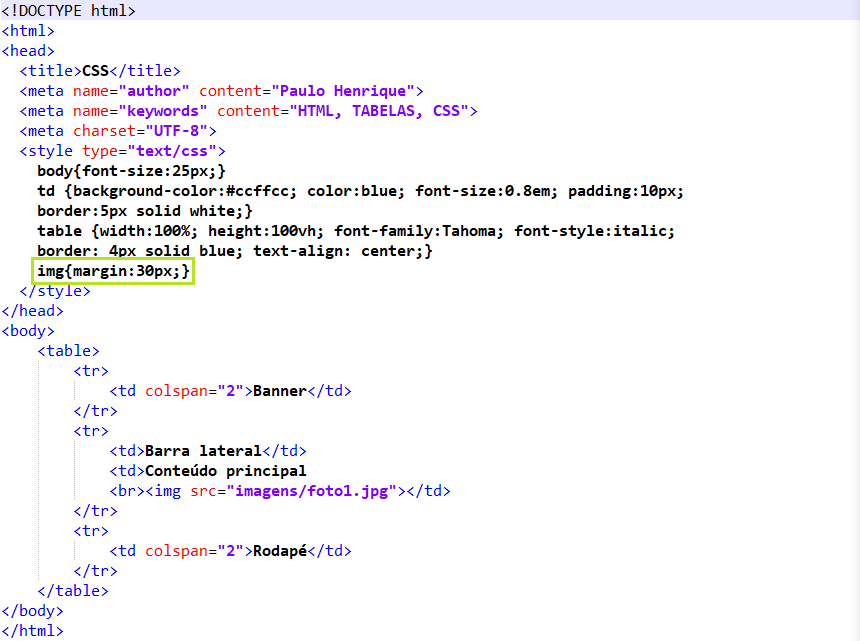 <!DOCTYPE html>
<html>
<head>
  <title>CSS</title>
  <meta name="author" content="Paulo Henrique">
  <meta name="keywords" content="HTML, TABELAS, CSS">
  <meta charset="UTF-8">
  <style type="text/css">
    body{font-size:25px;}
    td {background-color:#ccffcc; color:blue; font-size:0.8em; padding:10px;
    border:5px solid white;}
    table {width:100%; height:100vh; font-family:Tahoma; font-style:italic;
    border: 4px solid blue; text-align: center;}
    img{margin:30px;}
  </style>
</head>
<body>
    <table>
        <tr>
            <td colspan="2">Banner</td>
        </tr>
        <tr>
            <td>Barra lateral</td>
            <td>Conteúdo principal
            <br><img src="imagens/foto1.jpg"></td>
        </tr>
        <tr>
            <td colspan="2">Rodapé</td>
        </tr>
    </table>
</body>
</html>